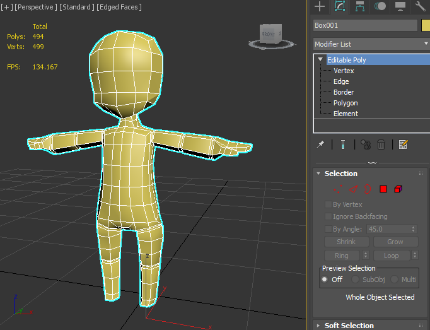 [+] [Perspective] [Standard] [Edged Faces]
Total
Polys: 494
Verts: 499
FPS: 134.167
Box001
Modifier List
Editable Poly
Vertex
Edge
Border
Polygon
Element
Selection
By Vertex
Ignore Backfacing
By Angle: 45.0
Shrink Grow
Ring Loop
Preview Selection
Off SubObj Multi
Whole Object Selected
Soft Selection